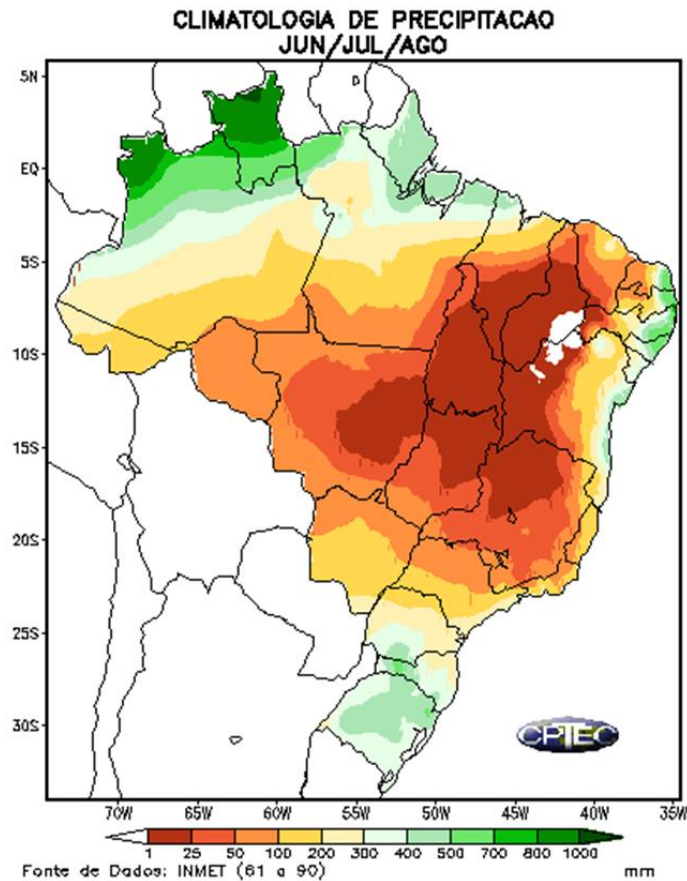 CLIMATOLOGIA DE PRECIPITACAO
JUN/JUL/AGO
5N
EQ
5S
10S
15S
20S
25S
30S
CPTEC
70W 65W 60W 55W 50W 45W 40W 35W
1 25 50 100 200 300 400 500 700 800 1000
Fonte de Dados: INMET (61 a 90) mm